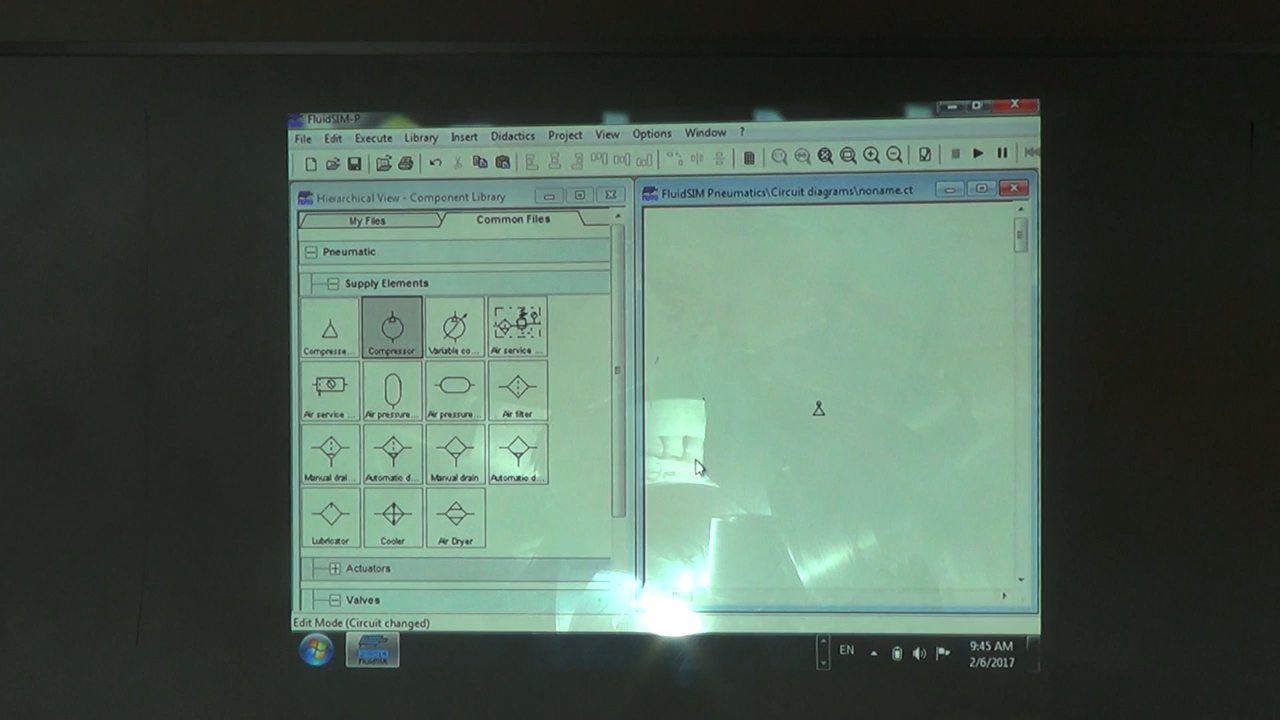 FluidSIM-P
File Edit Execute Library Insert Didactics Project View Options Window ?
Hierarchical View - Component Library
FluidSIM Pneumatics\Circuit diagrams\noname.ct
My Files Common Files
Pneumatic
Supply Elements
Compresse... Compressor Variable co... Air service ...
Air service ... Air pressure... Air pressure... Air filter
Manual drai... Automatic d... Manual drain Automatic d...
Lubricator Cooler Air Dryer
Actuators
Valves
Edit Mode (Circuit changed)
FESTO
EN
9:45 AM
2/6/2017